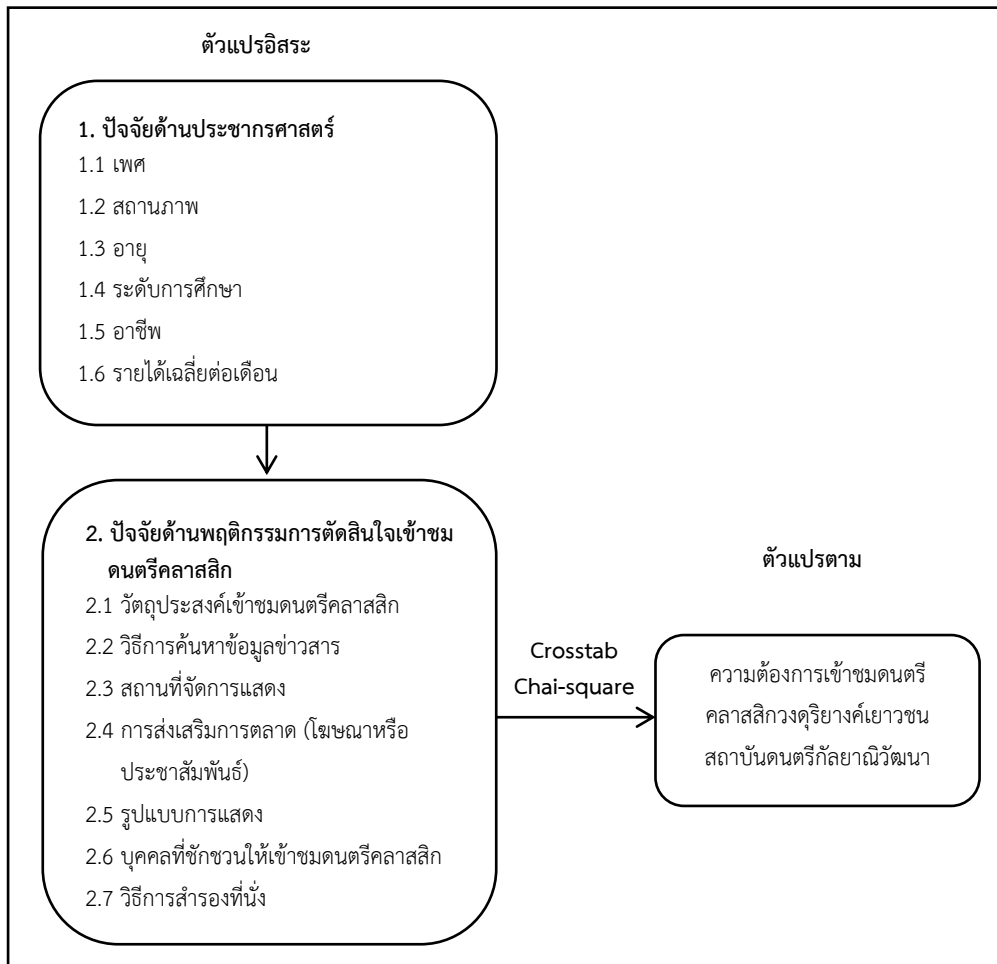 ตัวแปรอิสระ
1. ปัจจัยด้านประชากรศาสตร์
1.1 เพศ
1.2 สถานภาพ
1.3 อายุ
1.4 ระดับการศึกษา
1.5 อาชีพ
1.6 รายได้เฉลี่ยต่อเดือน
2. ปัจจัยด้านพฤติกรรมการตัดสินใจเข้าชม
ดนตรีคลาสสิก
2.1 วัตถุประสงค์เข้าชมดนตรีคลาสสิก
2.2 วิธีการค้นหาข้อมูลข่าวสาร
2.3 สถานที่จัดการแสดง
2.4 การส่งเสริมการตลาด (โฆษณาหรือ
ประชาสัมพันธ์)
2.5 รูปแบบการแสดง
2.6 บุคคลที่ชักชวนให้เข้าชมดนตรีคลาสสิก
2.7 วิธีการสำรองที่นั่ง
Crosstab
Chai-square
ตัวแปรตาม
ความต้องการเข้าชมดนตรี
คลาสสิกวงดุริยางค์เยาวชน
สถาบันดนตรีกัลยาณิวัฒนา